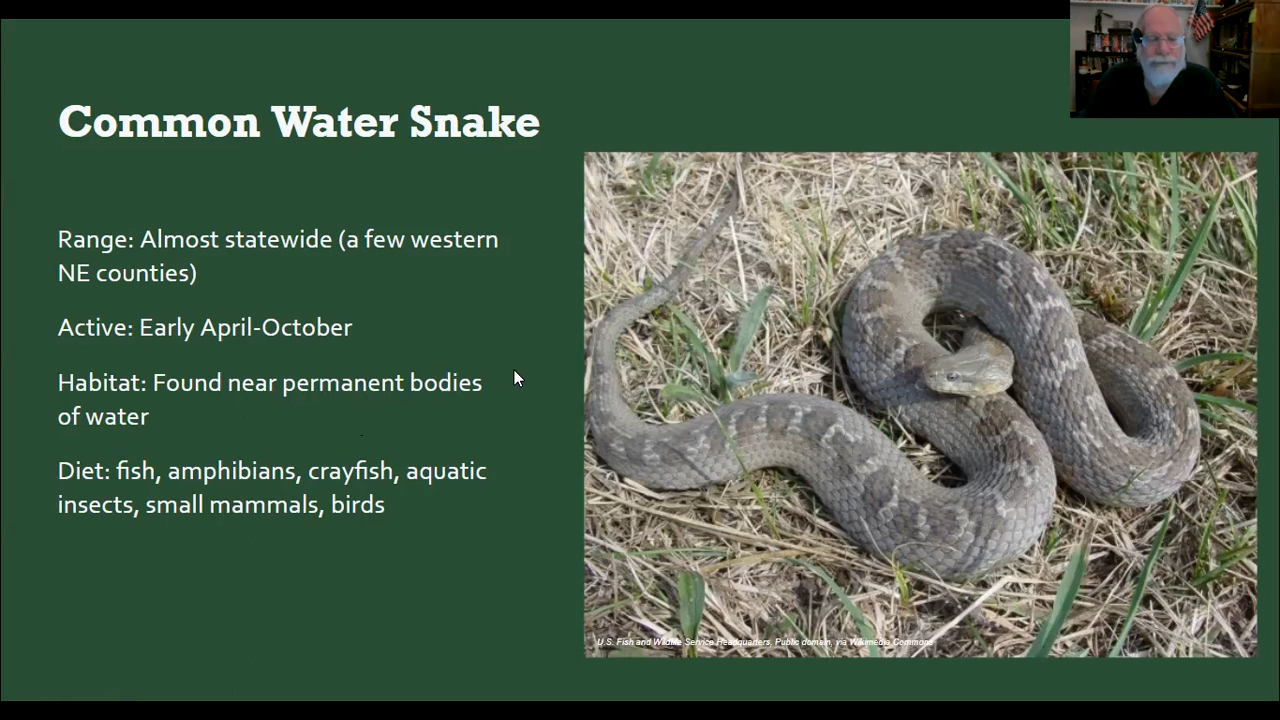 Common Water Snake
Range: Almost statewide (a few western
NE counties)
Active: Early April-October
Habitat: Found near permanent bodies
of water
Diet: fish, amphibians, crayfish, aquatic
insects, small mammals, birds
U.S. Fish and Wildlife Service Headquarters, Public domain, via Wikimedia Commons